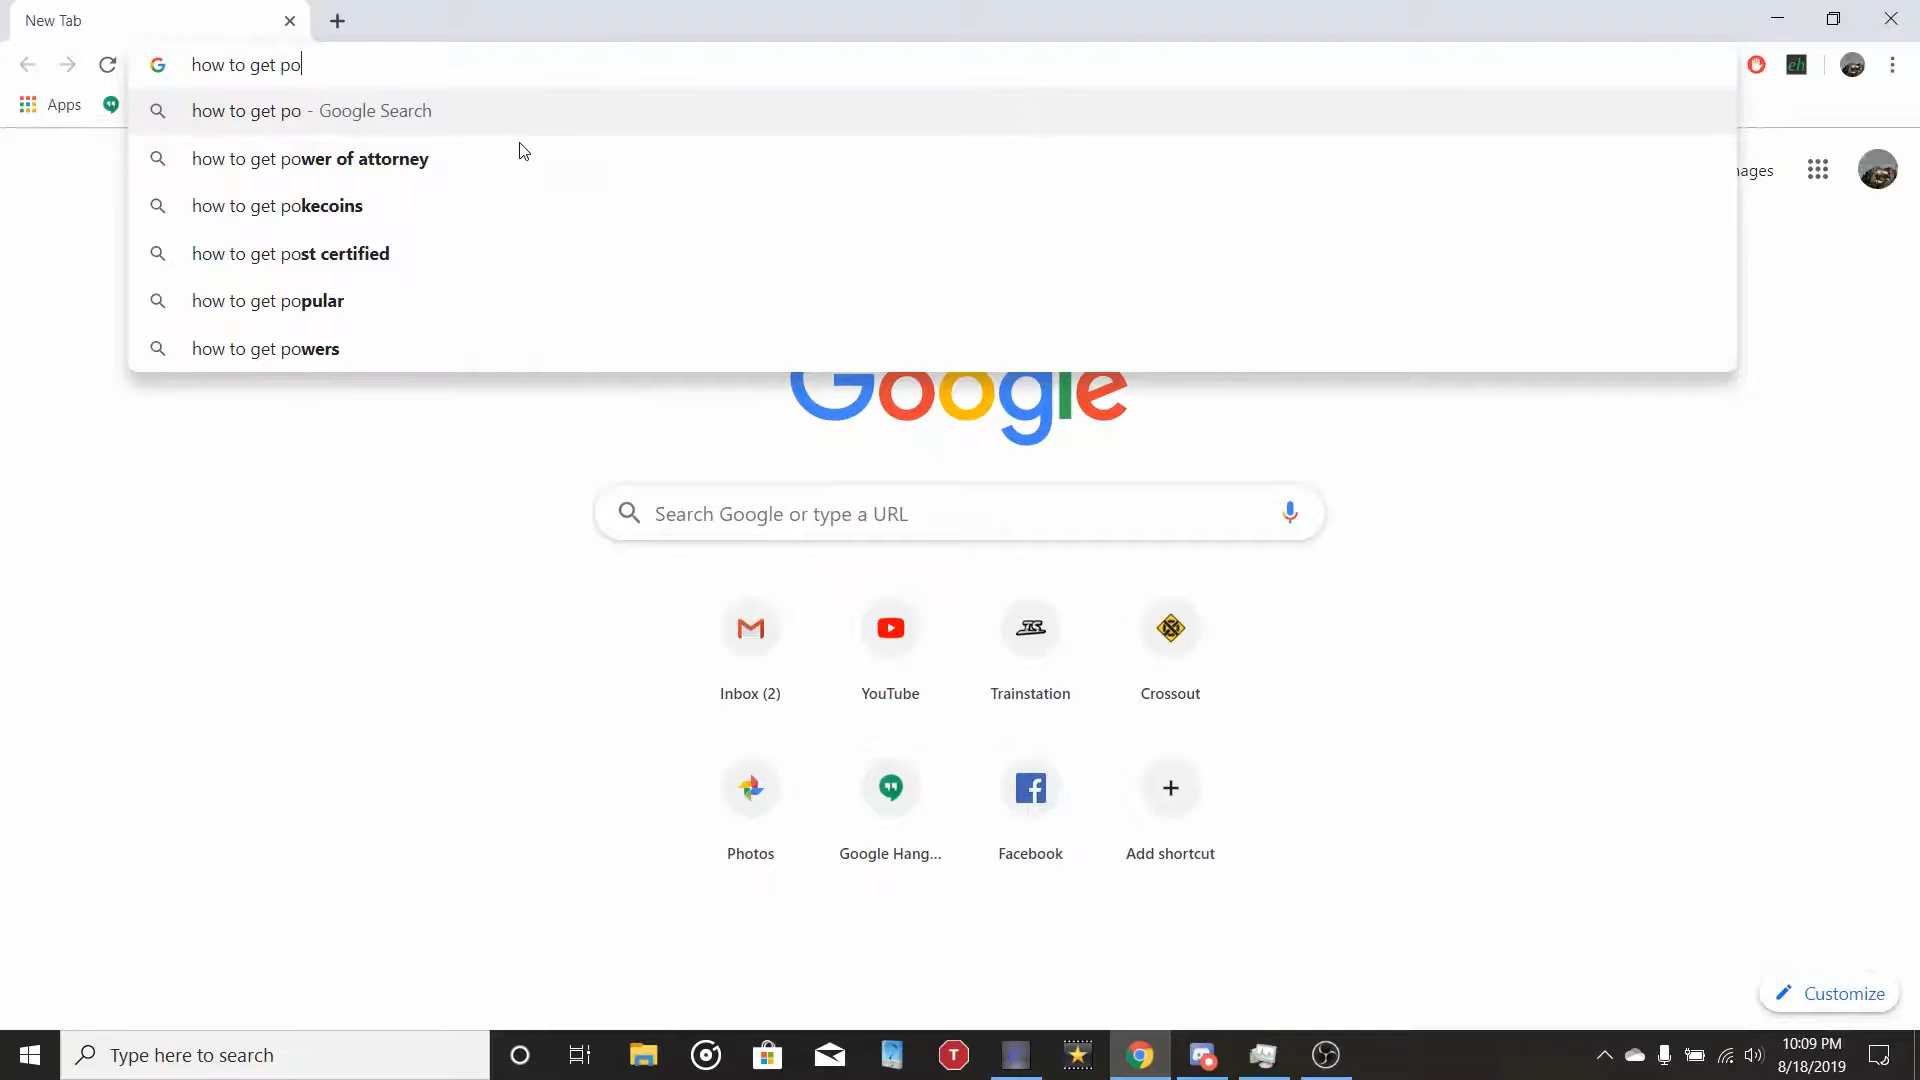 New Tab
how to get po
Apps
how to get po - Google Search
how to get power of attorney
how to get pokecoins
how to get post certified
how to get popular
how to get powers
ages
Google
Search Google or type a URL
Inbox (2)
YouTube
Trainstation
Crossout
Photos
Google Hang...
Facebook
Add shortcut
Customize
Type here to search
10:09 PM
8/18/2019
eh
T